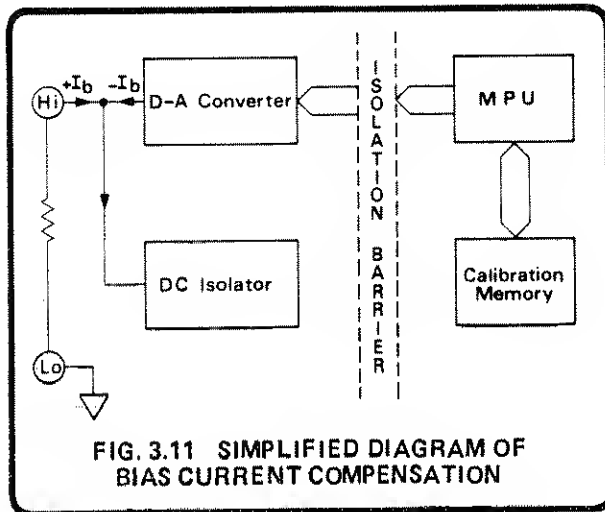 +Ib
-Ib
Hi
D-A Converter
ISOLATION BARRIER
MPU
DC Isolator
Calibration
Memory
Lo
FIG. 3.11 SIMPLIFIED DIAGRAM OF
BIAS CURRENT COMPENSATION